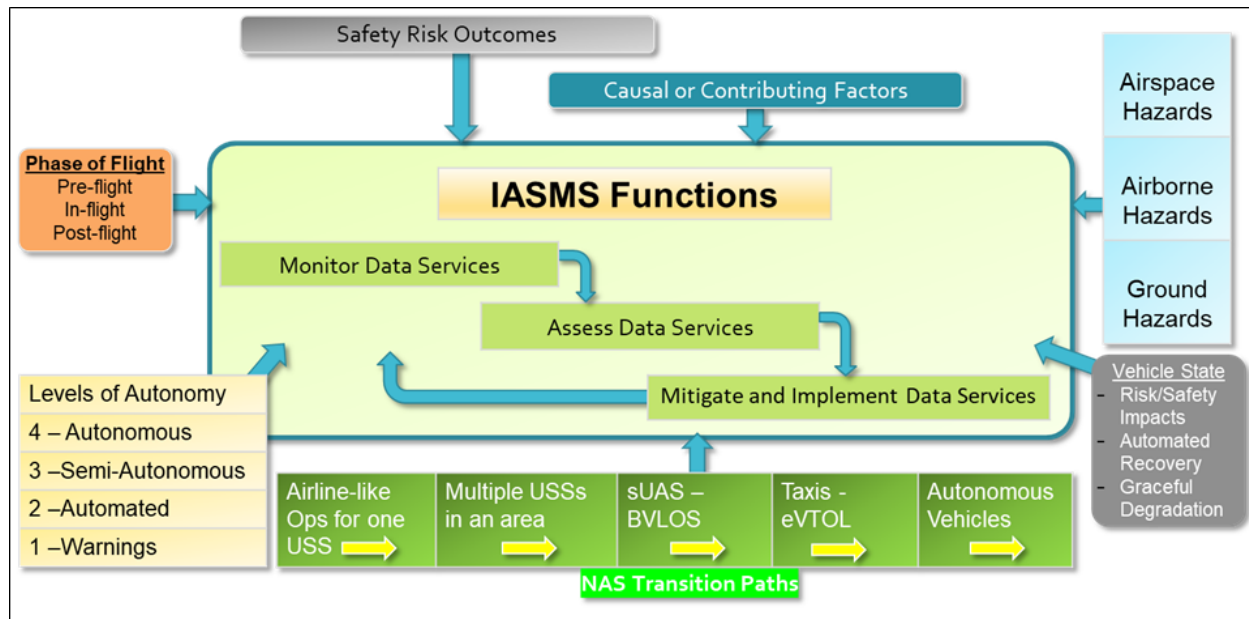 Safety Risk Outcomes
Causal or Contributing Factors
Airspace
Hazards
Airborne
Hazards
Ground
Hazards
Phase of Flight
Pre-flight
In-flight
Post-flight
IASMS Functions
Monitor Data Services
Assess Data Services
Mitigate and Implement Data Services
Levels of Autonomy
4 – Autonomous
3 –Semi-Autonomous
2 –Automated
1 –Warnings
Vehicle State
- Risk/Safety
Impacts
- Automated
Recovery
- Graceful
Degradation
Airline-like
Ops for one
USS
Multiple USSs
in an area
sUAS –
BVLOS
Taxis -
eVTOL
Autonomous
Vehicles
NAS Transition Paths